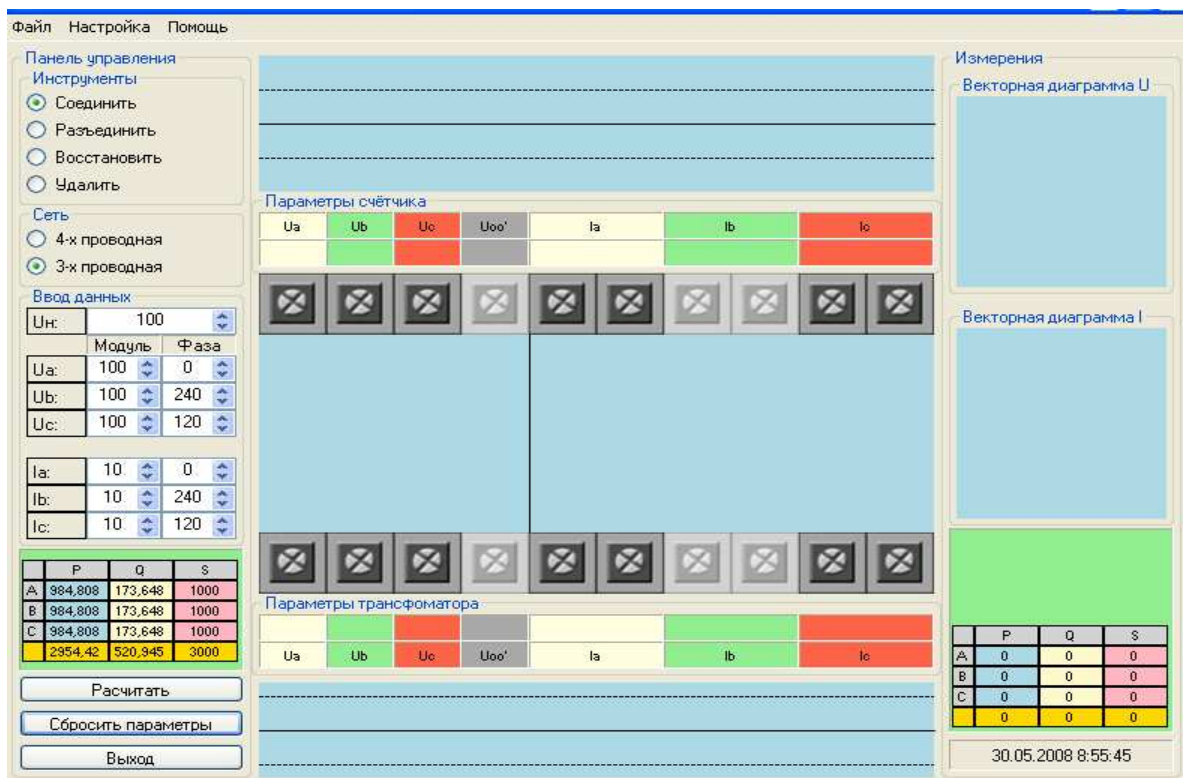 Файл Настройка Помощь
Панель управления
Инструменты
Соединить
Разъединить
Восстановить
Удалить
Сеть
4-х проводная
3-х проводная
Ввод данных
Uн: 100
Модуль Фаза
Ua: 100 0
Ub: 100 240
Uc: 100 120
Ia: 10 0
Ib: 10 240
Ic: 10 120
P Q S
A 984,808 173,648 1000
B 984,808 173,648 1000
C 984,808 173,648 1000
2954,42 520,945 3000
Расчитать
Сбросить параметры
Выход
Параметры счётчика
Ua Ub Uc Uoo' Ia Ib Ic
Параметры трансфоматора
Ua Ub Uc Uoo' Ia Ib Ic
Измерения
Векторная диаграмма U
Векторная диаграмма I
P Q S
A 0 0 0
B 0 0 0
C 0 0 0
0 0 0
30.05.2008 8:55:45